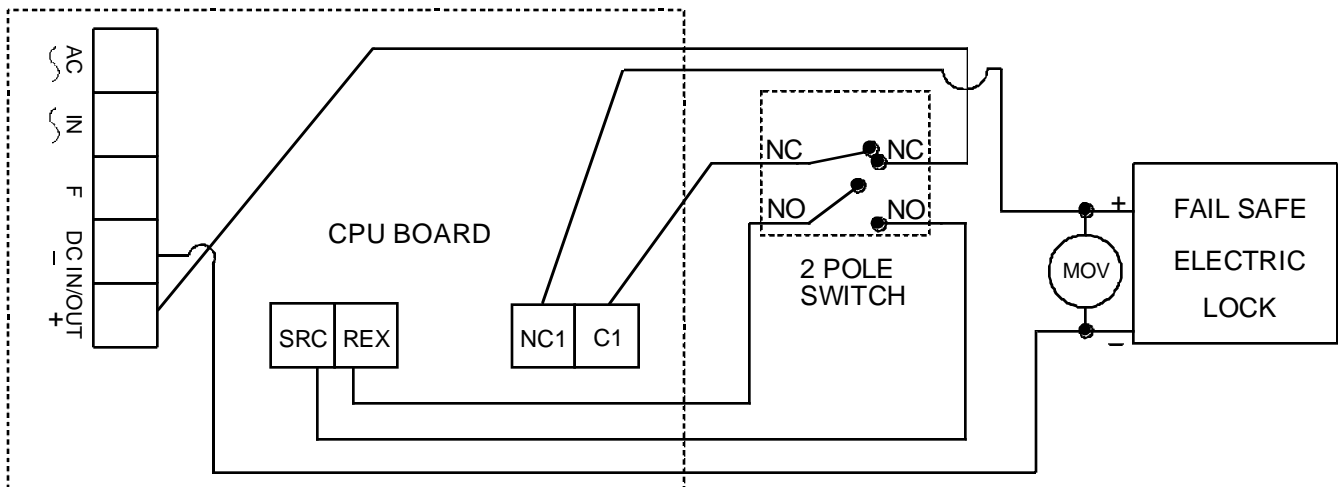 AC
IN
F
DC IN/OUT
–
+
CPU BOARD
SRC REX
NC1 C1
NC NC
NO NO
2 POLE
SWITCH
+
MOV
–
FAIL SAFE
ELECTRIC
LOCK